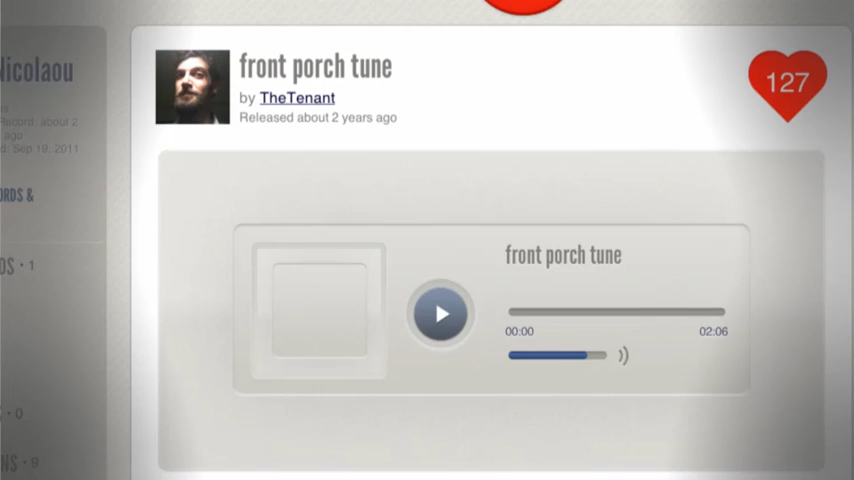 Nicolaou
Record: about 2
ago
d: Sep 19, 2011
ORDS &
DS · 1
· 0
NS · 9
front porch tune
by TheTenant
Released about 2 years ago
127
front porch tune
00:00
02:06